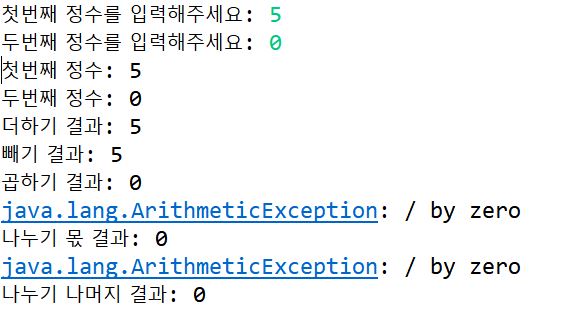 첫번째 정수를 입력해주세요: 5
두번째 정수를 입력해주세요: 0
첫번째 정수: 5
두번째 정수: 0
더하기 결과: 5
빼기 결과: 5
곱하기 결과: 0
java.lang.ArithmeticException: / by zero
나누기 몫 결과: 0
java.lang.ArithmeticException: / by zero
나누기 나머지 결과: 0